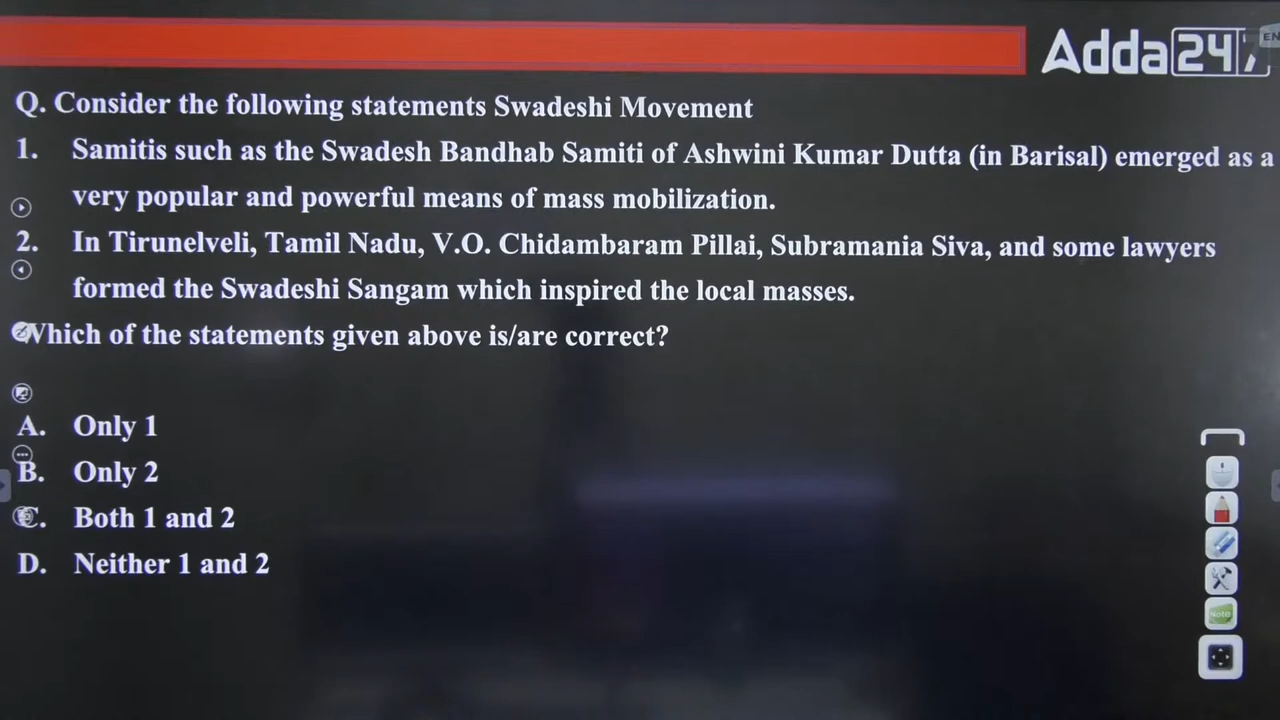 Adda247
EN
Q. Consider the following statements Swadeshi Movement
1. Samitis such as the Swadesh Bandhab Samiti of Ashwini Kumar Dutta (in Barisal) emerged as a
very popular and powerful means of mass mobilization.
2. In Tirunelveli, Tamil Nadu, V.O. Chidambaram Pillai, Subramania Siva, and some lawyers
formed the Swadeshi Sangam which inspired the local masses.
Which of the statements given above is/are correct?
A. Only 1
B. Only 2
C. Both 1 and 2
D. Neither 1 and 2
Note